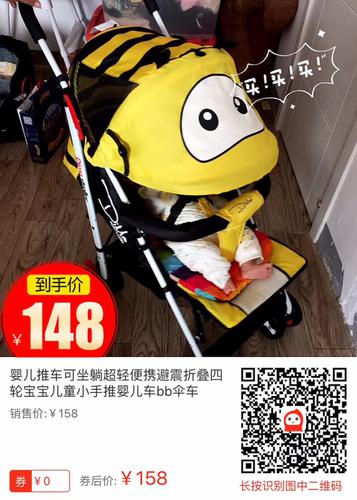 买!买!买!
到手价
¥148
婴儿推车可坐躺超轻便携避震折叠四
轮宝宝儿童小手推婴儿车bb伞车
销售价: ¥158
券 ¥0 券后价: ¥158
长按识别图中二维码